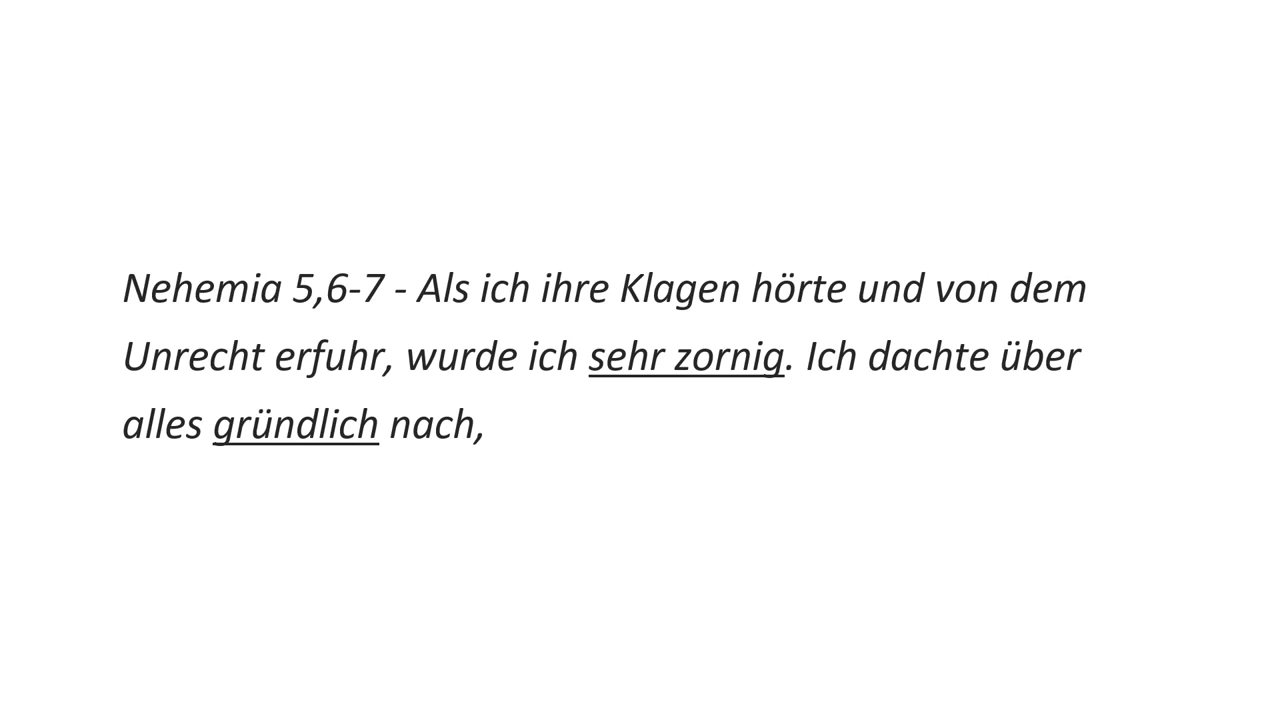 Nehemia 5,6-7 - Als ich ihre Klagen hörte und von dem
Unrecht erfuhr, wurde ich sehr zornig. Ich dachte über
alles gründlich nach,